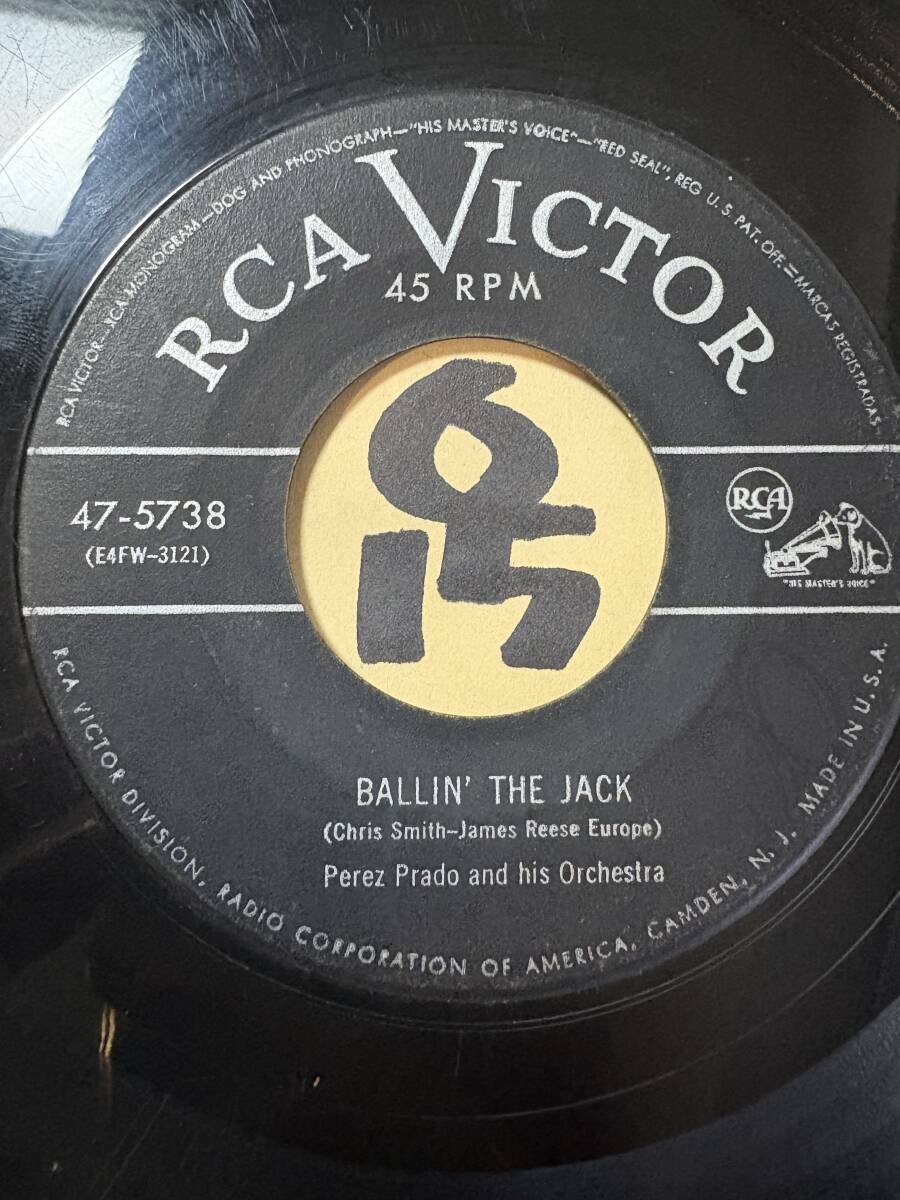 RCA VICTOR—RCA MONOGRAM—DOG AND PHONOGRAPH—"HIS MASTER'S VOICE"—"RED SEAL", REG U. S. PAT. OFF.—MARCAS REGISTRADAS.
RCA VICTOR
45 RPM
47-5738
(E4FW-3121)
RCA
"HIS MASTER'S VOICE"
BALLIN' THE JACK
(Chris Smith-James Reese Europe)
Perez Prado and his Orchestra
RCA VICTOR DIVISION, RADIO CORPORATION OF AMERICA, CAMDEN, N. J. MADE IN U. S. A.